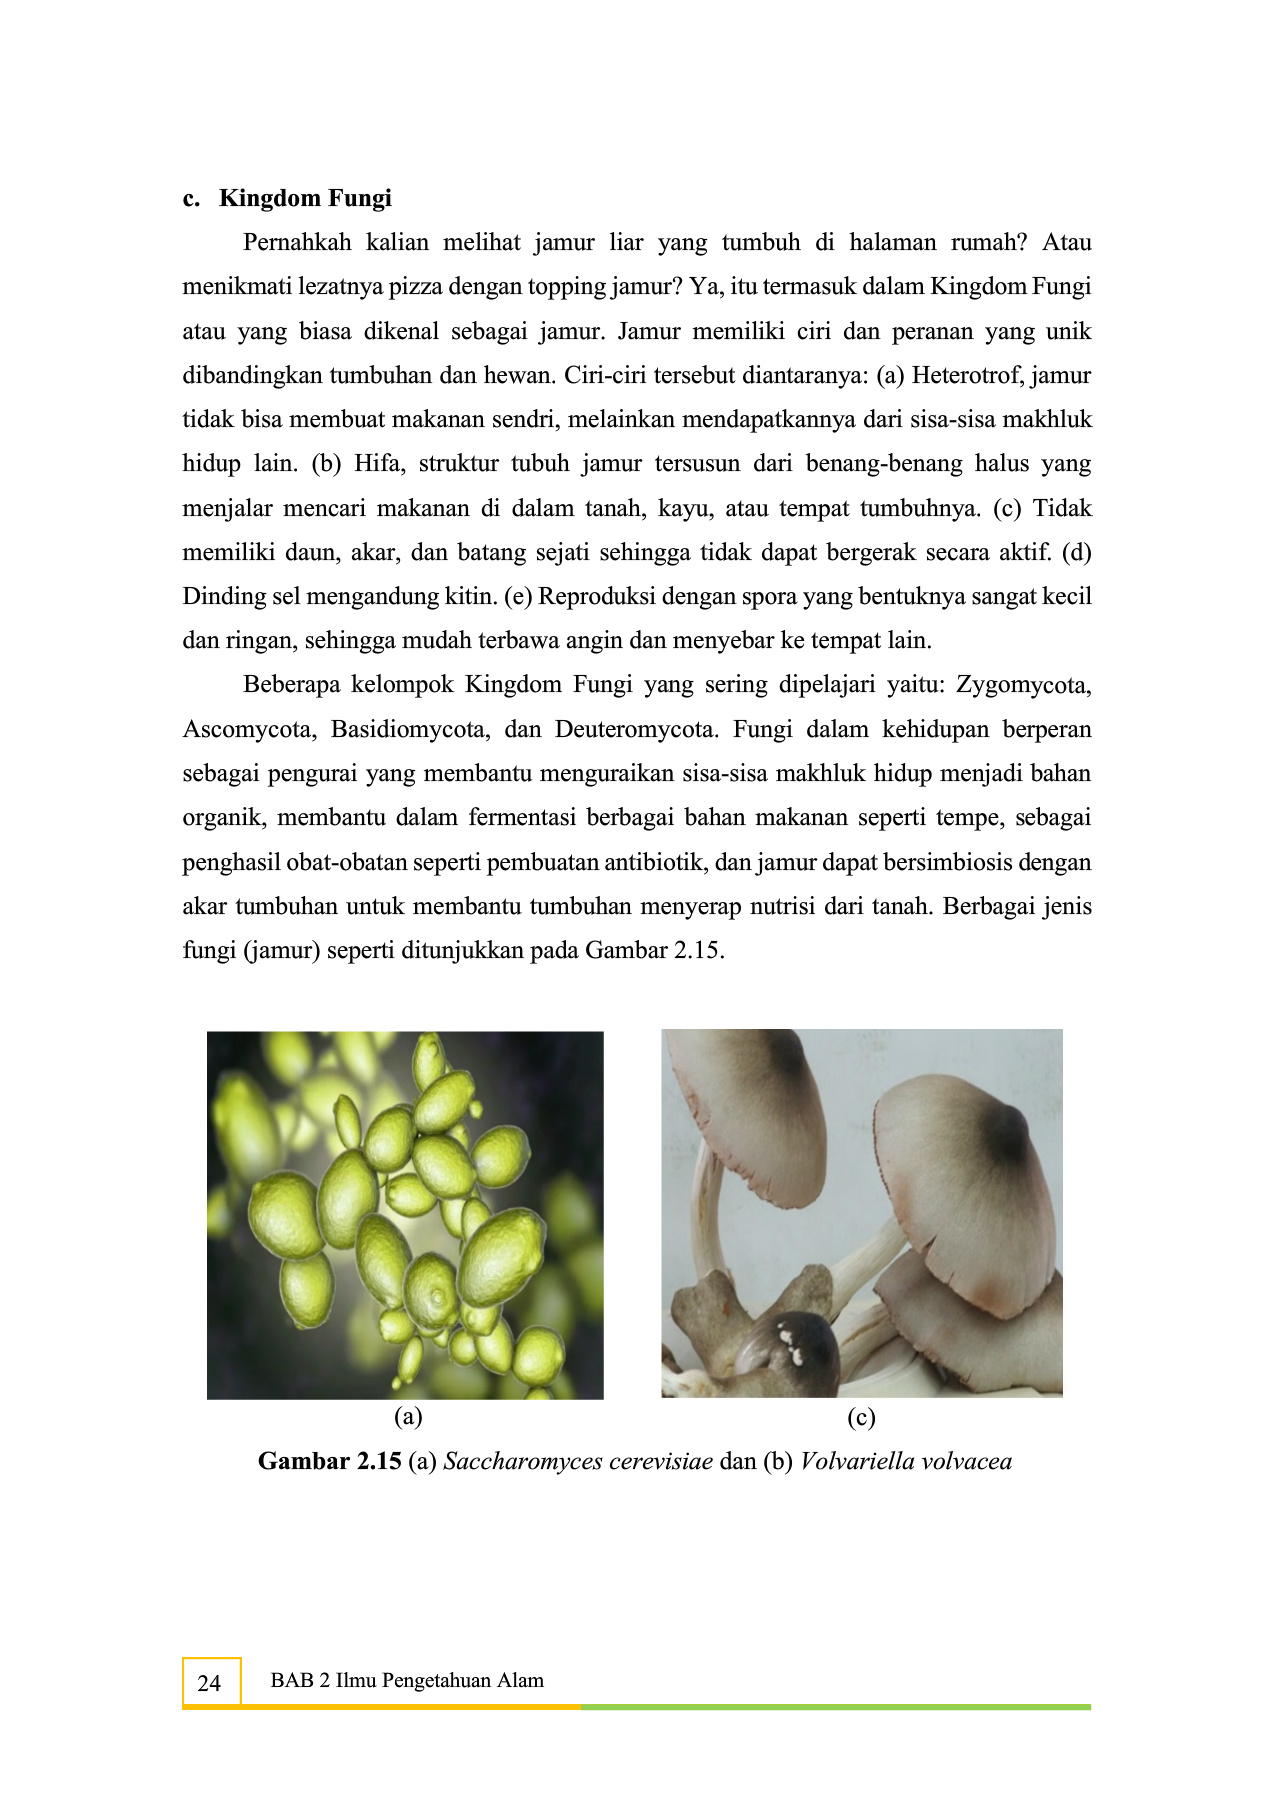 c. Kingdom Fungi
Pernahkah kalian melihat jamur liar yang tumbuh di halaman rumah? Atau
menikmati lezatnya pizza dengan topping jamur? Ya, itu termasuk dalam Kingdom Fungi
atau yang biasa dikenal sebagai jamur. Jamur memiliki ciri dan peranan yang unik
dibandingkan tumbuhan dan hewan. Ciri-ciri tersebut diantaranya: (a) Heterotrof, jamur
tidak bisa membuat makanan sendri, melainkan mendapatkannya dari sisa-sisa makhluk
hidup lain. (b) Hifa, struktur tubuh jamur tersusun dari benang-benang halus yang
menjalar mencari makanan di dalam tanah, kayu, atau tempat tumbuhnya. (c) Tidak
memiliki daun, akar, dan batang sejati sehingga tidak dapat bergerak secara aktif. (d)
Dinding sel mengandung kitin. (e) Reproduksi dengan spora yang bentuknya sangat kecil
dan ringan, sehingga mudah terbawa angin dan menyebar ke tempat lain.
Beberapa kelompok Kingdom Fungi yang sering dipelajari yaitu: Zygomycota,
Ascomycota, Basidiomycota, dan Deuteromycota. Fungi dalam kehidupan berperan
sebagai pengurai yang membantu menguraikan sisa-sisa makhluk hidup menjadi bahan
organik, membantu dalam fermentasi berbagai bahan makanan seperti tempe, sebagai
penghasil obat-obatan seperti pembuatan antibiotik, dan jamur dapat bersimbiosis dengan
akar tumbuhan untuk membantu tumbuhan menyerap nutrisi dari tanah. Berbagai jenis
fungi (jamur) seperti ditunjukkan pada Gambar 2.15.
(a)
(c)
Gambar 2.15 (a) Saccharomyces cerevisiae dan (b) Volvariella volvacea
24
BAB 2 Ilmu Pengetahuan Alam